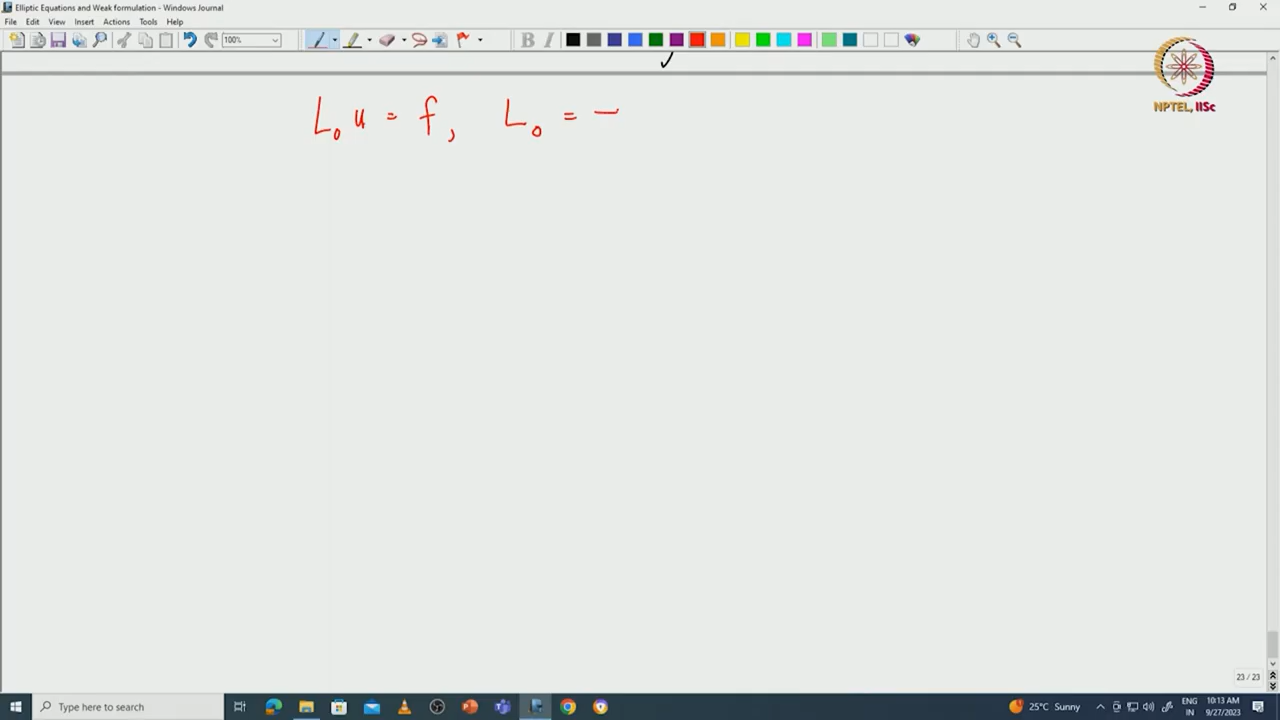 Elliptic Equations and Weak formulation - Windows Journal
File Edit View Insert Actions Tools Help
100% B I
NPTEL, IISc
L₀u = f, L₀ = −
23 / 23
Type here to search
25°C Sunny
ENG
IN
10:13 AM
9/27/2023